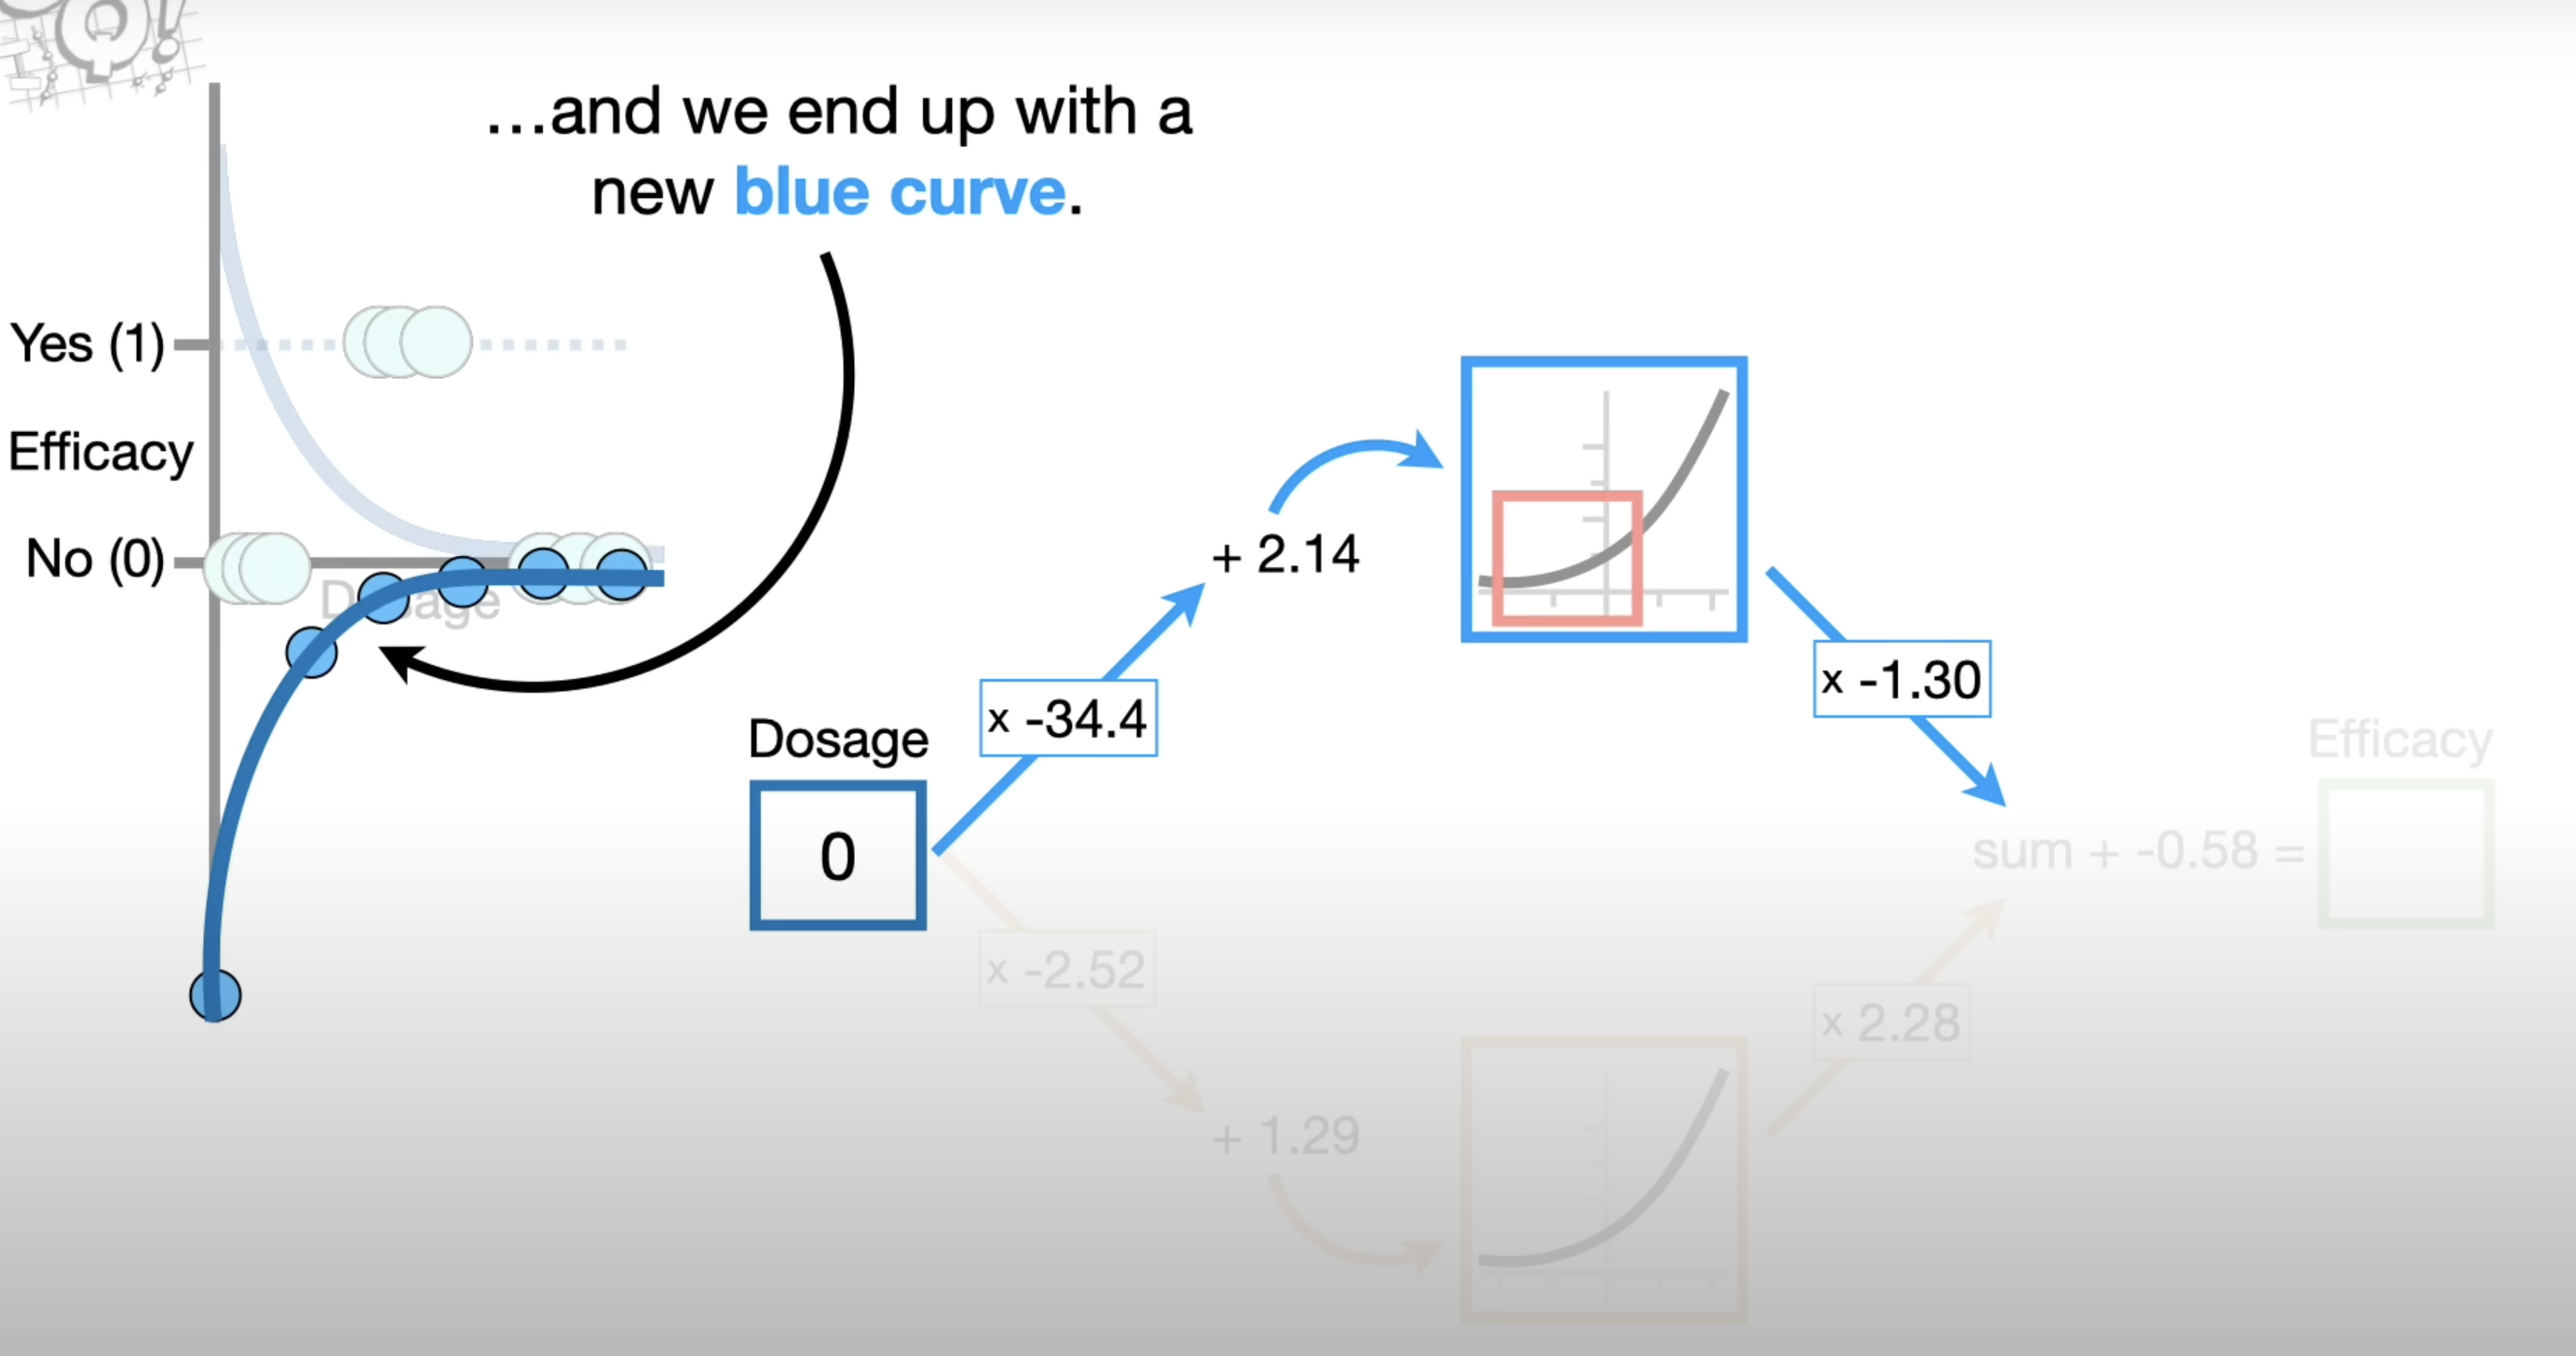 Q!
...and we end up with a
new blue curve.
Yes (1)
Efficacy
No (0)
Dosage
+ 2.14
x -34.4
x -1.30
Dosage
0
Efficacy
sum + -0.58 =
x -2.52
x 2.28
+ 1.29